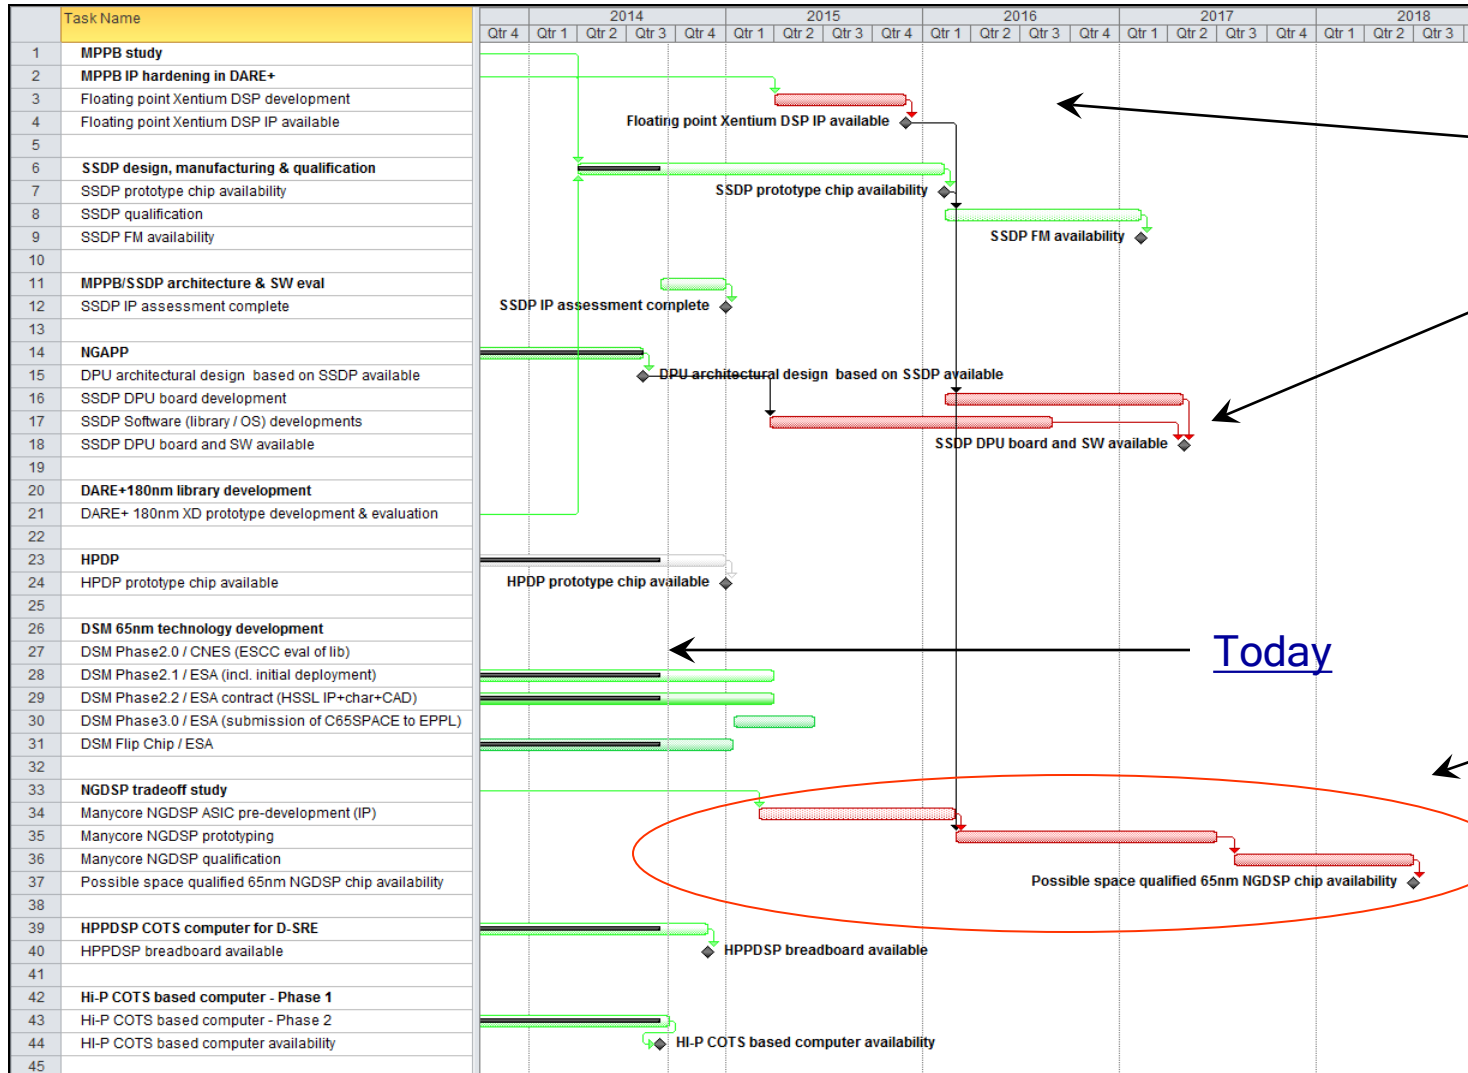 Task Name
2014 2015 2016 2017 2018
Qtr 4 Qtr 1 Qtr 2 Qtr 3 Qtr 4 Qtr 1 Qtr 2 Qtr 3 Qtr 4 Qtr 1 Qtr 2 Qtr 3 Qtr 4 Qtr 1 Qtr 2 Qtr 3 Qtr 4 Qtr 1 Qtr 2 Qtr 3
1 MPPB study
2 MPPB IP hardening in DARE+
3 Floating point Xentium DSP development
4 Floating point Xentium DSP IP available Floating point Xentium DSP IP available
5
6 SSDP design, manufacturing & qualification
7 SSDP prototype chip availability SSDP prototype chip availability
8 SSDP qualification
9 SSDP FM availability SSDP FM availability
10
11 MPPB/SSDP architecture & SW eval
12 SSDP IP assessment complete SSDP IP assessment complete
13
14 NGAPP
15 DPU architectural design based on SSDP available DPU architectural design based on SSDP available
16 SSDP DPU board development
17 SSDP Software (library / OS) developments
18 SSDP DPU board and SW available SSDP DPU board and SW available
19
20 DARE+180nm library development
21 DARE+ 180nm XD prototype development & evaluation
22
23 HPDP
24 HPDP prototype chip available HPDP prototype chip available
25
26 DSM 65nm technology development
27 DSM Phase2.0 / CNES (ESCC eval of lib) Today
28 DSM Phase2.1 / ESA (incl. initial deployment)
29 DSM Phase2.2 / ESA contract (HSSL IP+char+CAD)
30 DSM Phase3.0 / ESA (submission of C65SPACE to EPPL)
31 DSM Flip Chip / ESA
32
33 NGDSP tradeoff study
34 Manycore NGDSP ASIC pre-development (IP)
35 Manycore NGDSP prototyping
36 Manycore NGDSP qualification
37 Possible space qualified 65nm NGDSP chip availability Possible space qualified 65nm NGDSP chip availability
38
39 HPPDSP COTS computer for D-SRE
40 HPPDSP breadboard available HPPDSP breadboard available
41
42 Hi-P COTS based computer - Phase 1
43 Hi-P COTS based computer - Phase 2
44 HI-P COTS based computer availability HI-P COTS based computer availability
45